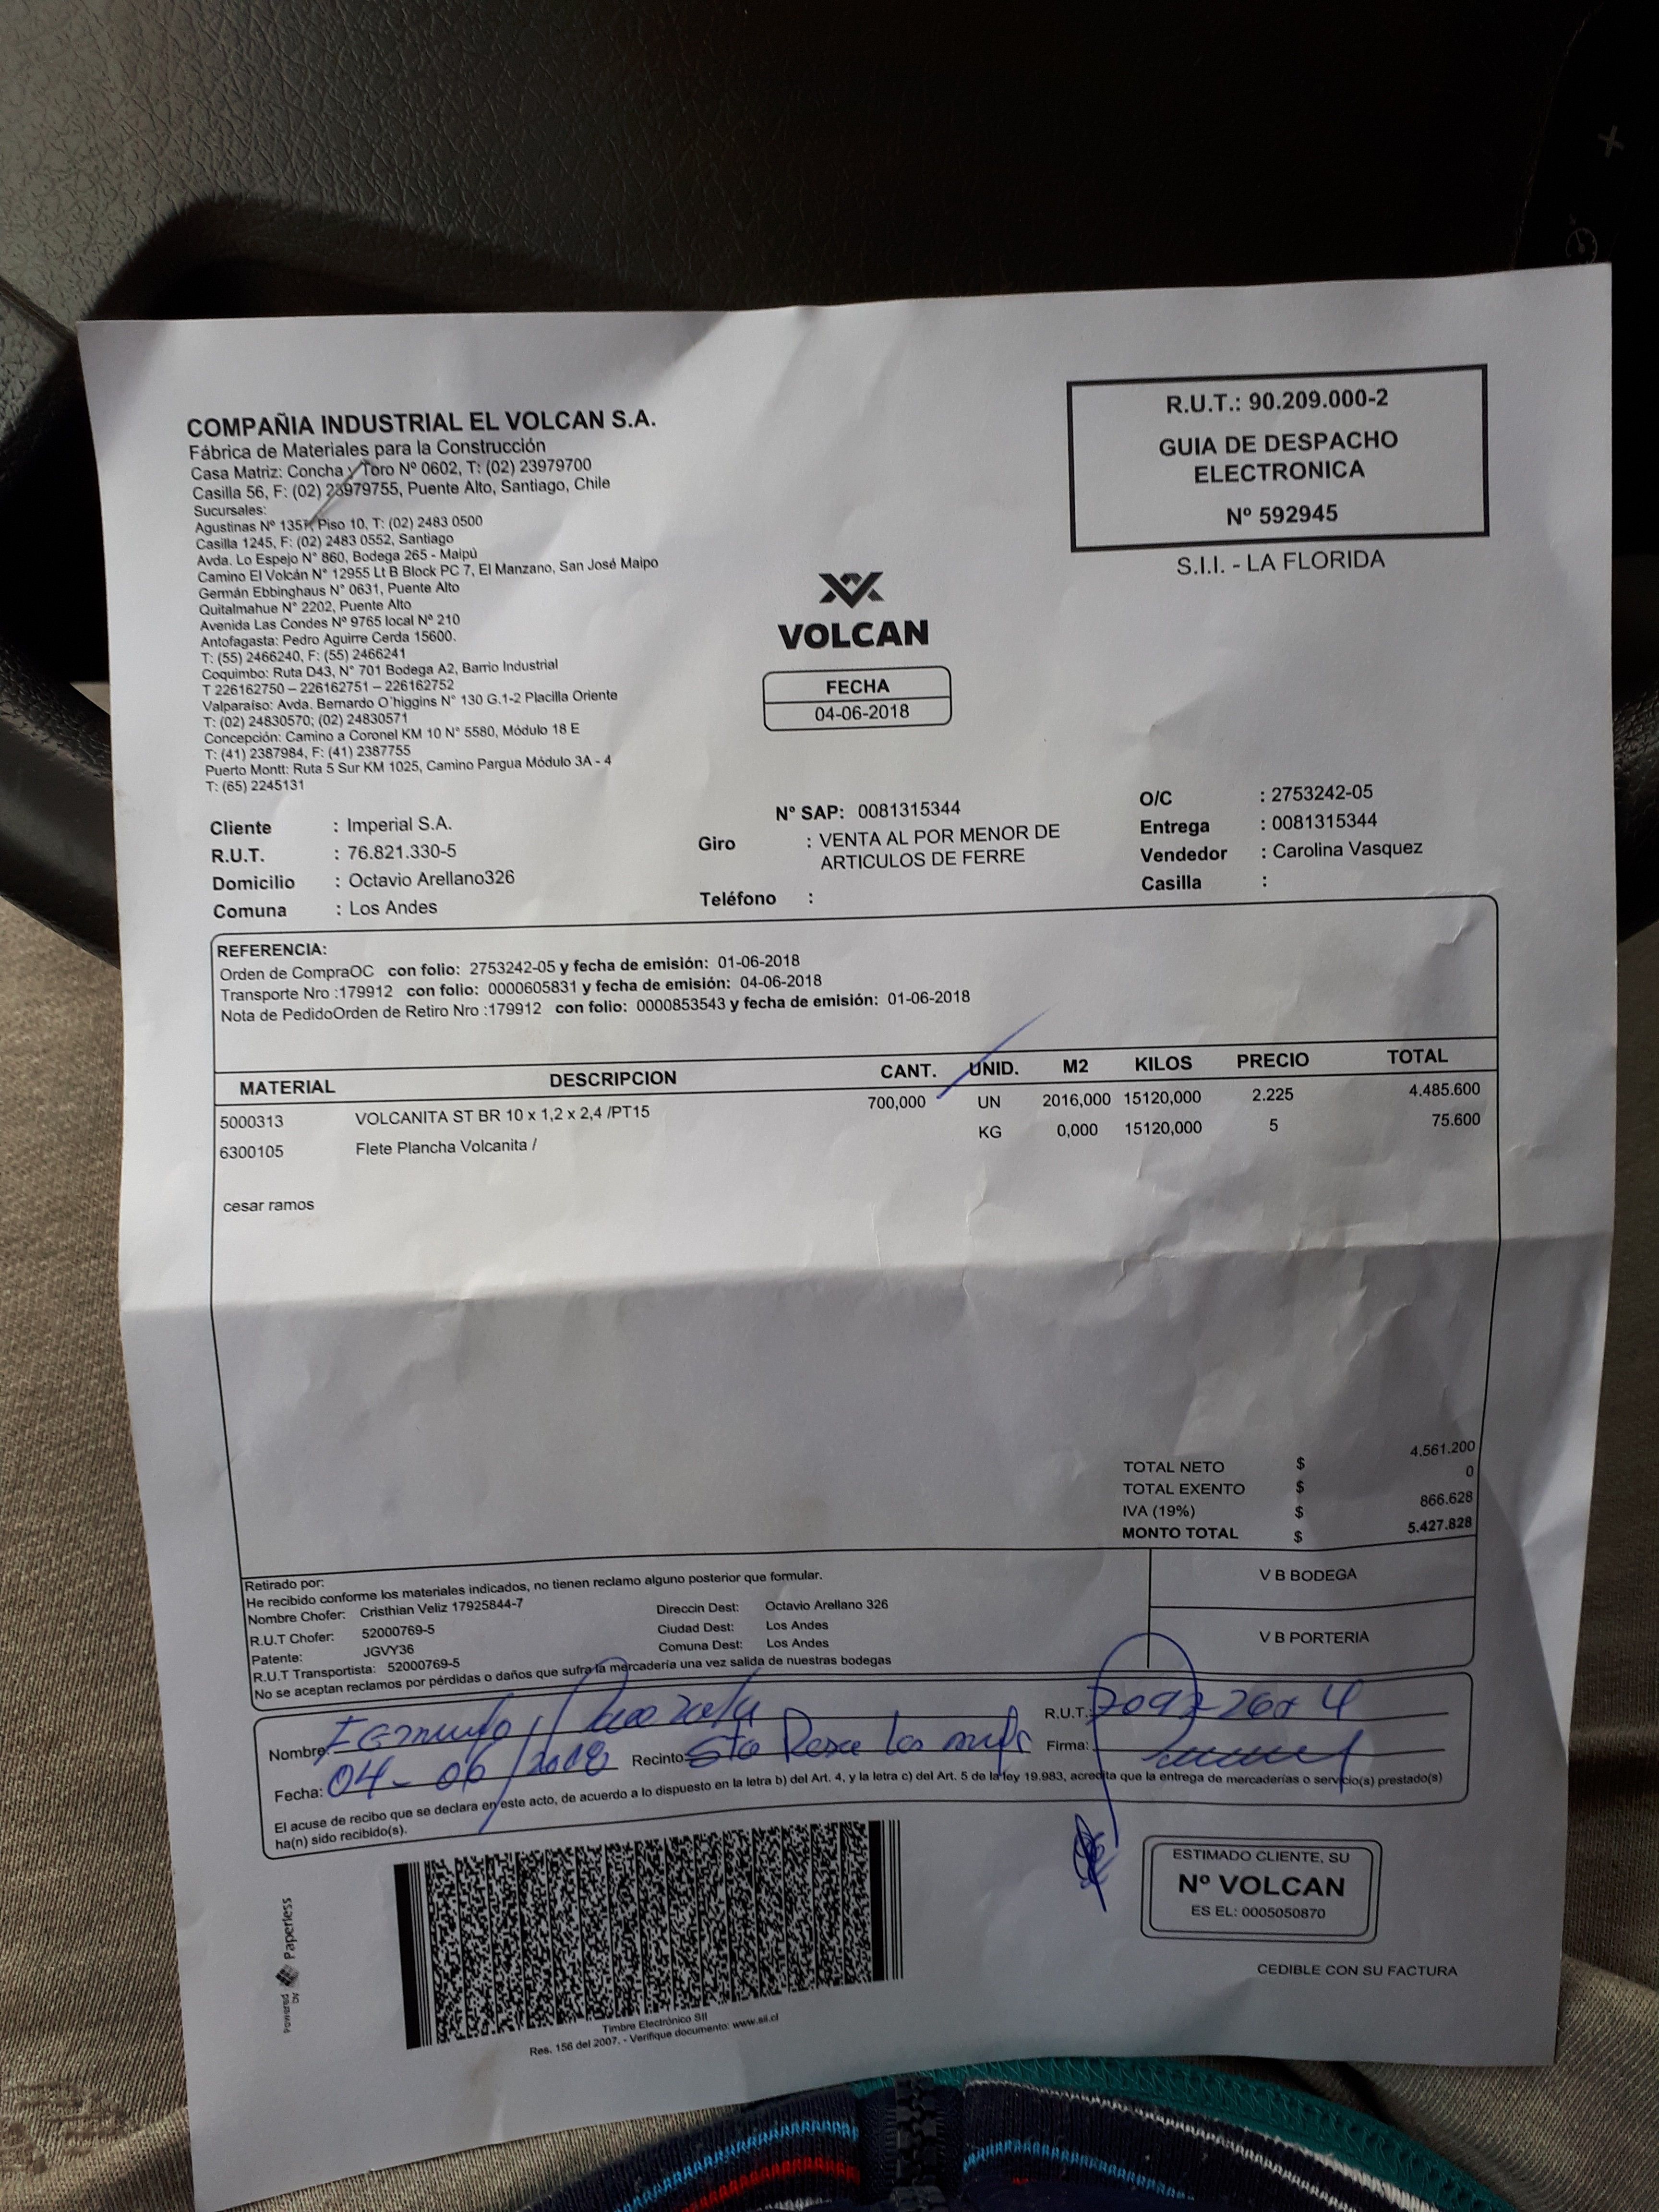 COMPAÑIA INDUSTRIAL EL VOLCAN S.A.
Fábrica de Materiales para la Construcción
Casa Matriz: Concha y Toro Nº 0602, T: (02) 23979700
Casilla 56, F: (02) 23979755, Puente Alto, Santiago, Chile
Sucursales:
Agustinas Nº 1357, Piso 10, T: (02) 2483 0500
Casilla 1245, F: (02) 2483 0552, Santiago
Avda. Lo Espejo N° 860, Bodega 265 - Maipú
Camino El Volcán N° 12955 Lt B Block PC 7, El Manzano, San José Maipo
Germán Ebbinghaus N° 0631, Puente Alto
Quitalmahue N° 2202, Puente Alto
Avenida Las Condes Nº 9765 local Nº 210
Antofagasta: Pedro Aguirre Cerda 15600.
T: (55) 2466240, F: (55) 2466241
Coquimbo: Ruta D43, N° 701 Bodega A2, Barrio Industrial
T 226162750 – 226162751 – 226162752
Valparaíso: Avda. Bernardo O´higgins N° 130 G.1-2 Placilla Oriente
T: (02) 24830570; (02) 24830571
Concepción: Camino a Coronel KM 10 N° 5580, Módulo 18 E
T: (41) 2387984, F: (41) 2387755
Puerto Montt: Ruta 5 Sur KM 1025, Camino Pargua Módulo 3A - 4
T: (65) 2245131
R.U.T.: 90.209.000-2
GUIA DE DESPACHO
ELECTRONICA
Nº 592945
S.I.I. - LA FLORIDA
VOLCAN
FECHA
04-06-2018
Cliente : Imperial S.A.
R.U.T. : 76.821.330-5
Domicilio : Octavio Arellano326
Comuna : Los Andes
N° SAP: 0081315344
Giro : VENTA AL POR MENOR DE
ARTICULOS DE FERRE
Teléfono :
O/C : 2753242-05
Entrega : 0081315344
Vendedor : Carolina Vasquez
Casilla :
REFERENCIA:
Orden de CompraOC con folio: 2753242-05 y fecha de emisión: 01-06-2018
Transporte Nro :179912 con folio: 0000605831 y fecha de emisión: 04-06-2018
Nota de PedidoOrden de Retiro Nro :179912 con folio: 0000853543 y fecha de emisión: 01-06-2018
MATERIAL DESCRIPCION CANT. UNID. M2 KILOS PRECIO TOTAL
5000313 VOLCANITA ST BR 10 x 1,2 x 2,4 /PT15 700,000 UN 2016,000 15120,000 2.225 4.485.600
6300105 Flete Plancha Volcanita / KG 0,000 15120,000 5 75.600
cesar ramos
TOTAL NETO $ 4.561.200
TOTAL EXENTO $ 0
IVA (19%) $ 866.628
MONTO TOTAL $ 5.427.828
Retirado por:
He recibido conforme los materiales indicados, no tienen reclamo alguno posterior que formular.
Nombre Chofer: Cristhian Veliz 17925844-7
R.U.T Chofer: 52000769-5
Patente: JGVY36
R.U.T Transportista: 52000769-5
Direccin Dest: Octavio Arellano 326
Ciudad Dest: Los Andes
Comuna Dest: Los Andes
No se aceptan reclamos por pérdidas o daños que sufra la mercadería una vez salida de nuestras bodegas
V B BODEGA
V B PORTERIA
Nombre:
R.U.T.:
Fecha: 04-06/2018 Recinto: Sta Rosa Los
Firma:
El acuse de recibo que se declara en este acto, de acuerdo a lo dispuesto en la letra b) del Art. 4, y la letra c) del Art. 5 de la ley 19.983, acredita que la entrega de mercaderías o servicio(s) prestado(s)
ha(n) sido recibido(s).
Powered by Paperless
Timbre Electrónico SII
Res. 156 del 2007. - Verifique documento: www.sii.cl
ESTIMADO CLIENTE, SU
Nº VOLCAN
ES EL: 0005050870
CEDIBLE CON SU FACTURA